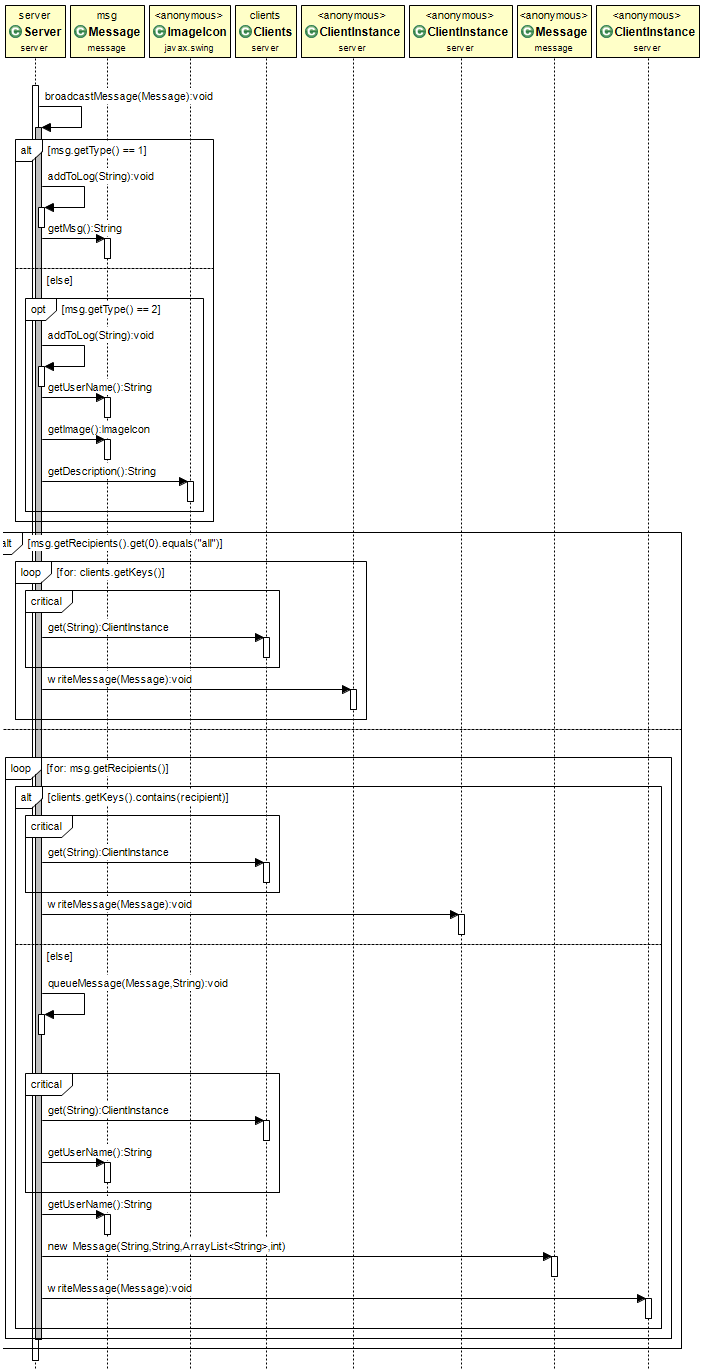 server msg <anonymous> clients <anonymous> <anonymous> <anonymous> <anonymous>
C Server C Message C ImageIcon C Clients C ClientInstance C ClientInstance C Message C ClientInstance
server message javax.swing server server server message server
broadcastMessage(Message):void
alt [msg.getType() == 1]
addToLog(String):void
getMsg():String
[else]
opt [msg.getType() == 2]
addToLog(String):void
getUserName():String
getImage():ImageIcon
getDescription():String
alt [msg.getRecipients().get(0).equals("all")]
loop [for: clients.getKeys()]
critical
get(String):ClientInstance
writeMessage(Message):void
loop [for: msg.getRecipients()]
alt [clients.getKeys().contains(recipient)]
critical
get(String):ClientInstance
writeMessage(Message):void
[else]
queueMessage(Message,String):void
critical
get(String):ClientInstance
getUserName():String
getUserName():String
new Message(String,String,ArrayList<String>,int)
writeMessage(Message):void